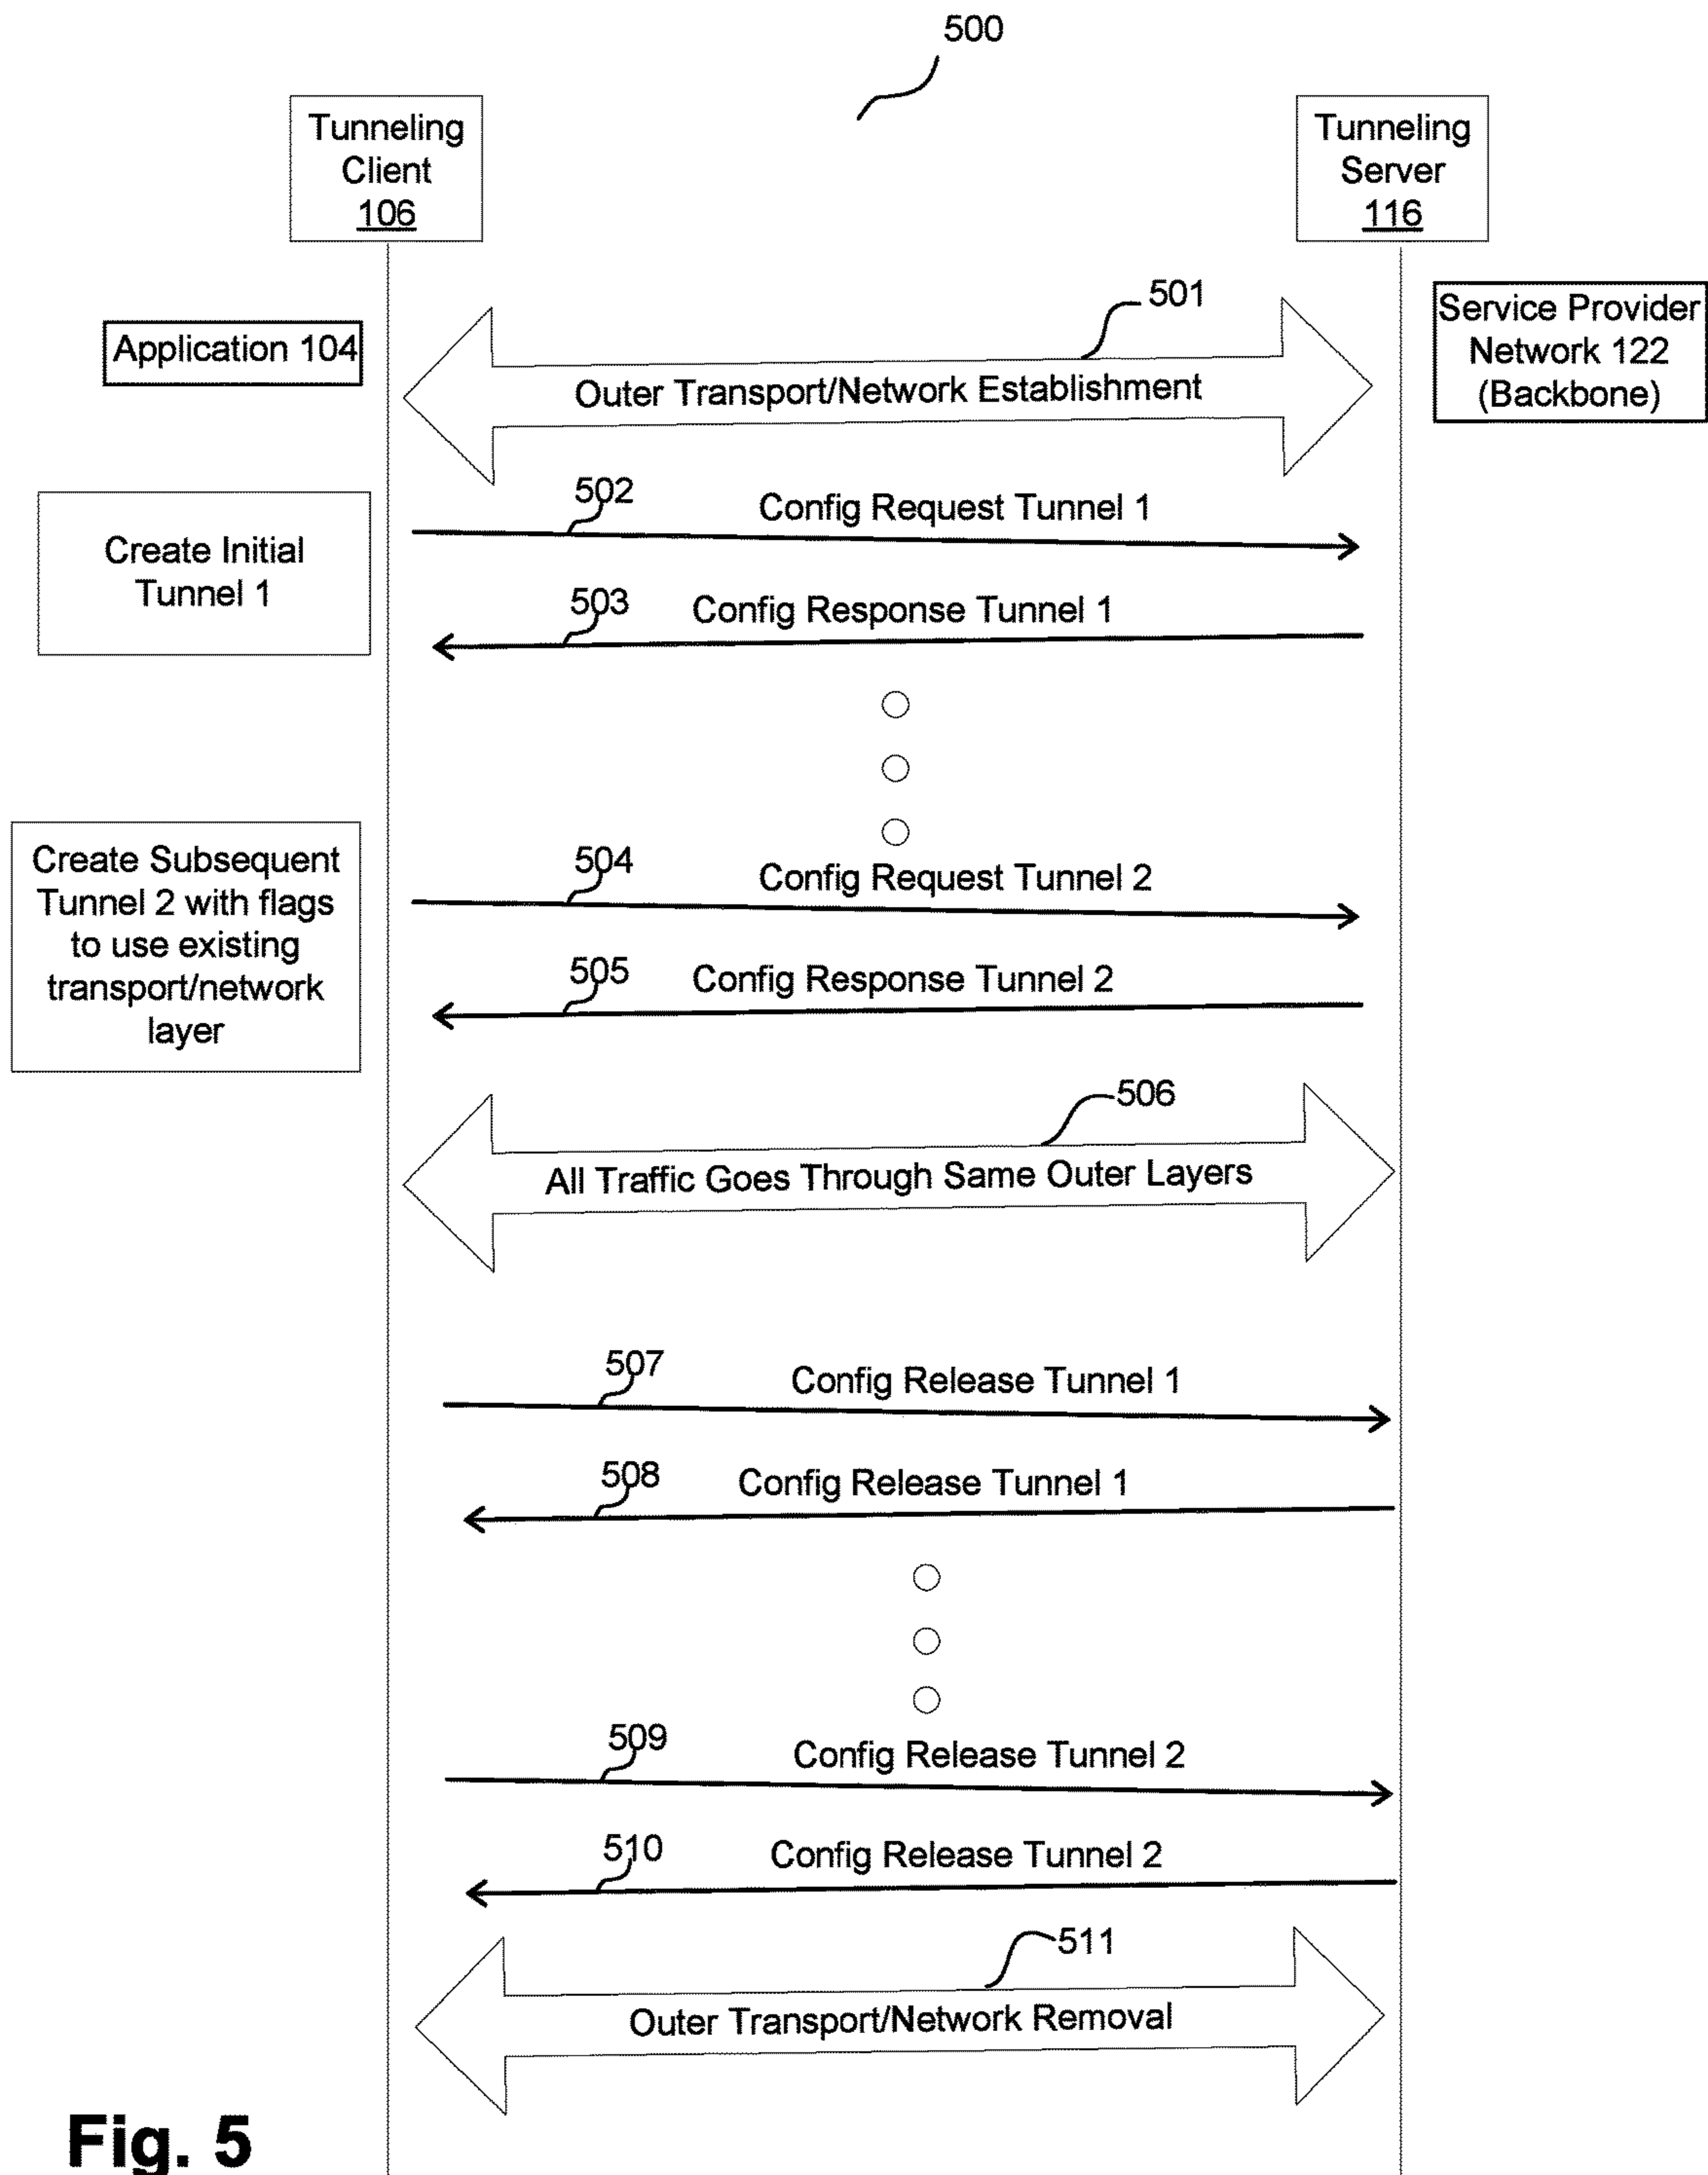 500
Tunneling
Client
106
Tunneling
Server
116
501
Application 104
Service Provider
Network 122
(Backbone)
Outer Transport/Network Establishment
502
Config Request Tunnel 1
Create Initial
Tunnel 1
503
Config Response Tunnel 1
504
Config Request Tunnel 2
Create Subsequent
Tunnel 2 with flags
to use existing
transport/network
layer
505
Config Response Tunnel 2
506
All Traffic Goes Through Same Outer Layers
507
Config Release Tunnel 1
508
Config Release Tunnel 1
509
Config Release Tunnel 2
510
Config Release Tunnel 2
511
Outer Transport/Network Removal
Fig. 5